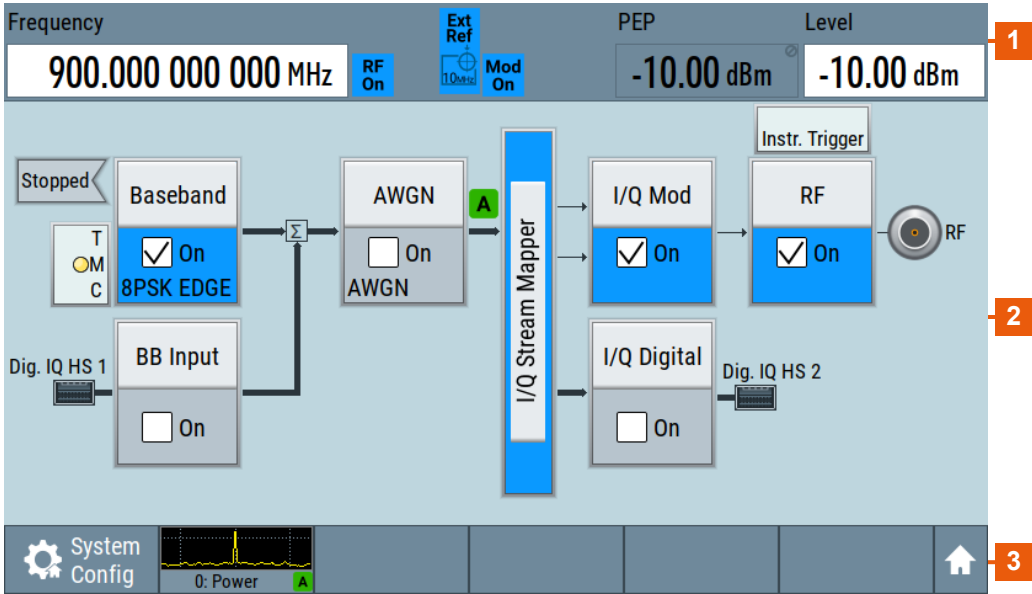 Frequency
Ext
Ref
PEP
Level
1
900.000 000 000 MHz
RF
On
10MHz
Mod
On
-10.00 dBm
-10.00 dBm
Instr. Trigger
Stopped
Baseband
AWGN
A
I/Q Mod
RF
T
M
C
On
8PSK EDGE
Σ
On
AWGN
I/Q Stream Mapper
On
On
RF
2
Dig. IQ HS 1
BB Input
I/Q Digital
Dig. IQ HS 2
On
On
System
Config
0: Power
A
3